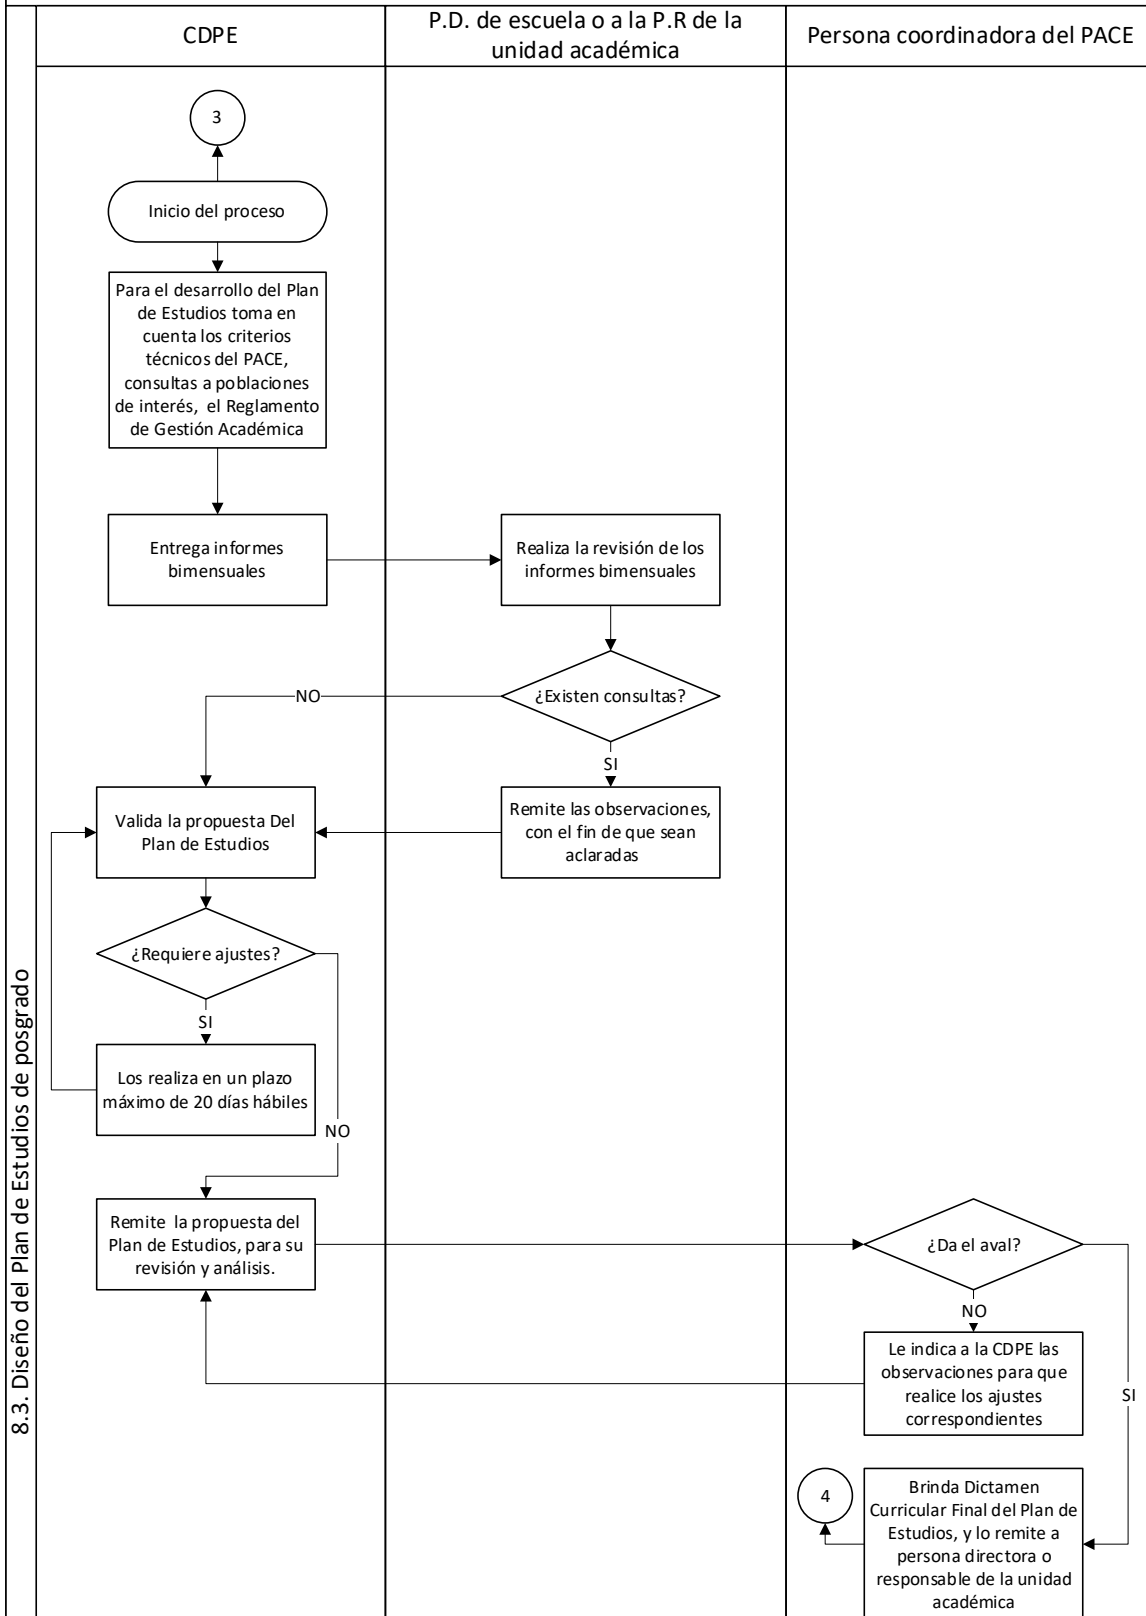 CDPE
P.D. de escuela o a la P.R de la
unidad académica
Persona coordinadora del PACE
8.3. Diseño del Plan de Estudios de posgrado
3
Inicio del proceso
Para el desarrollo del Plan
de Estudios toma en
cuenta los criterios
técnicos del PACE,
consultas a poblaciones
de interés, el Reglamento
de Gestión Académica
Entrega informes
bimensuales
Realiza la revisión de los
informes bimensuales
¿Existen consultas?
NO
SI
Remite las observaciones,
con el fin de que sean
aclaradas
Valida la propuesta Del
Plan de Estudios
¿Requiere ajustes?
SI
Los realiza en un plazo
máximo de 20 días hábiles
NO
Remite la propuesta del
Plan de Estudios, para su
revisión y análisis.
¿Da el aval?
NO
Le indica a la CDPE las
observaciones para que
realice los ajustes
correspondientes
SI
4
Brinda Dictamen
Curricular Final del Plan de
Estudios, y lo remite a
persona directora o
responsable de la unidad
académica